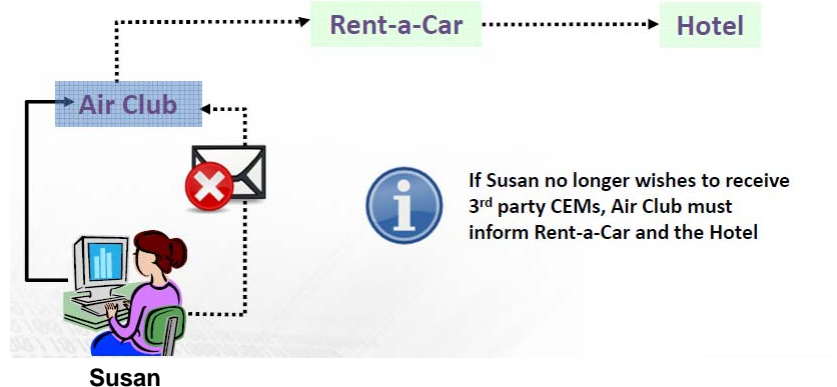 Rent-a-Car
Hotel
Air Club
If Susan no longer wishes to receive
3rd party CEMs, Air Club must
inform Rent-a-Car and the Hotel
Susan